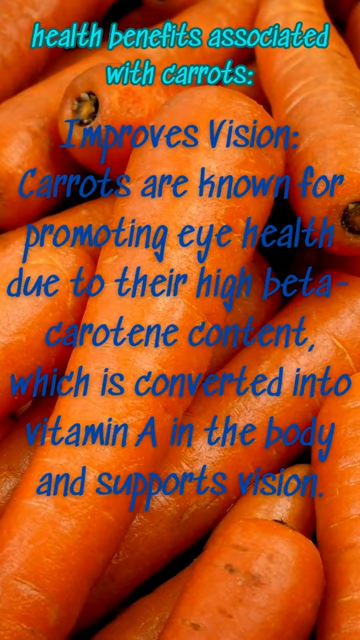 health benefits associated
with carrots:
Improves Vision:
Carrots are known for
promoting eye health
due to their high beta-
carotene content,
which is converted into
vitamin A in the body
and supports vision.